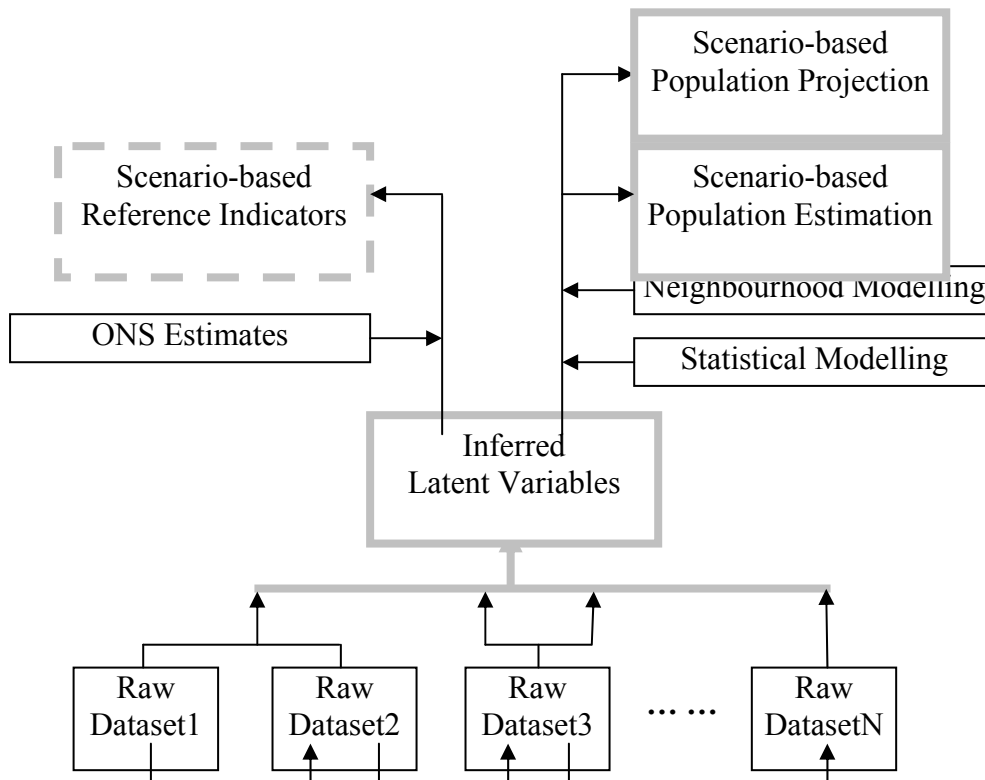 Scenario-based
Population Projection
Scenario-based
Reference Indicators
Scenario-based
Population Estimation
Neighbourhood Modelling
ONS Estimates
Statistical Modelling
Inferred
Latent Variables
Raw
Dataset1
Raw
Dataset2
Raw
Dataset3
... ...
Raw
DatasetN